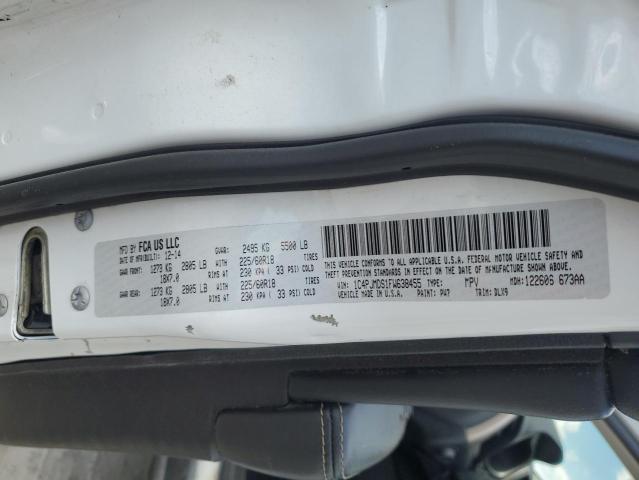 MFD BY FCA US LLC
DATE OF MFR(BUILT): 12-14 GVWR: 2495 KG 5500 LB
GAWR FRONT: 1273 KG 2805 LB WITH 225/60R18 TIRES
18X7.0 RIMS AT 230 KPA ( 33 PSI) COLD
GAWR REAR: 1273 KG 2805 LB WITH 225/60R18 TIRES
18X7.0 RIMS AT 230 KPA ( 33 PSI) COLD
THIS VEHICLE CONFORMS TO ALL APPLICABLE U.S.A. FEDERAL MOTOR VEHICLE SAFETY AND
THEFT PREVENTION STANDARDS IN EFFECT ON THE DATE OF MANUFACTURE SHOWN ABOVE.
VIN: 1C4PJMDS1FW638455 TYPE: MPV MDH: 122606 673AA
VEHICLE MADE IN U.S.A. PAINT: PW7 TRIM: DLX9